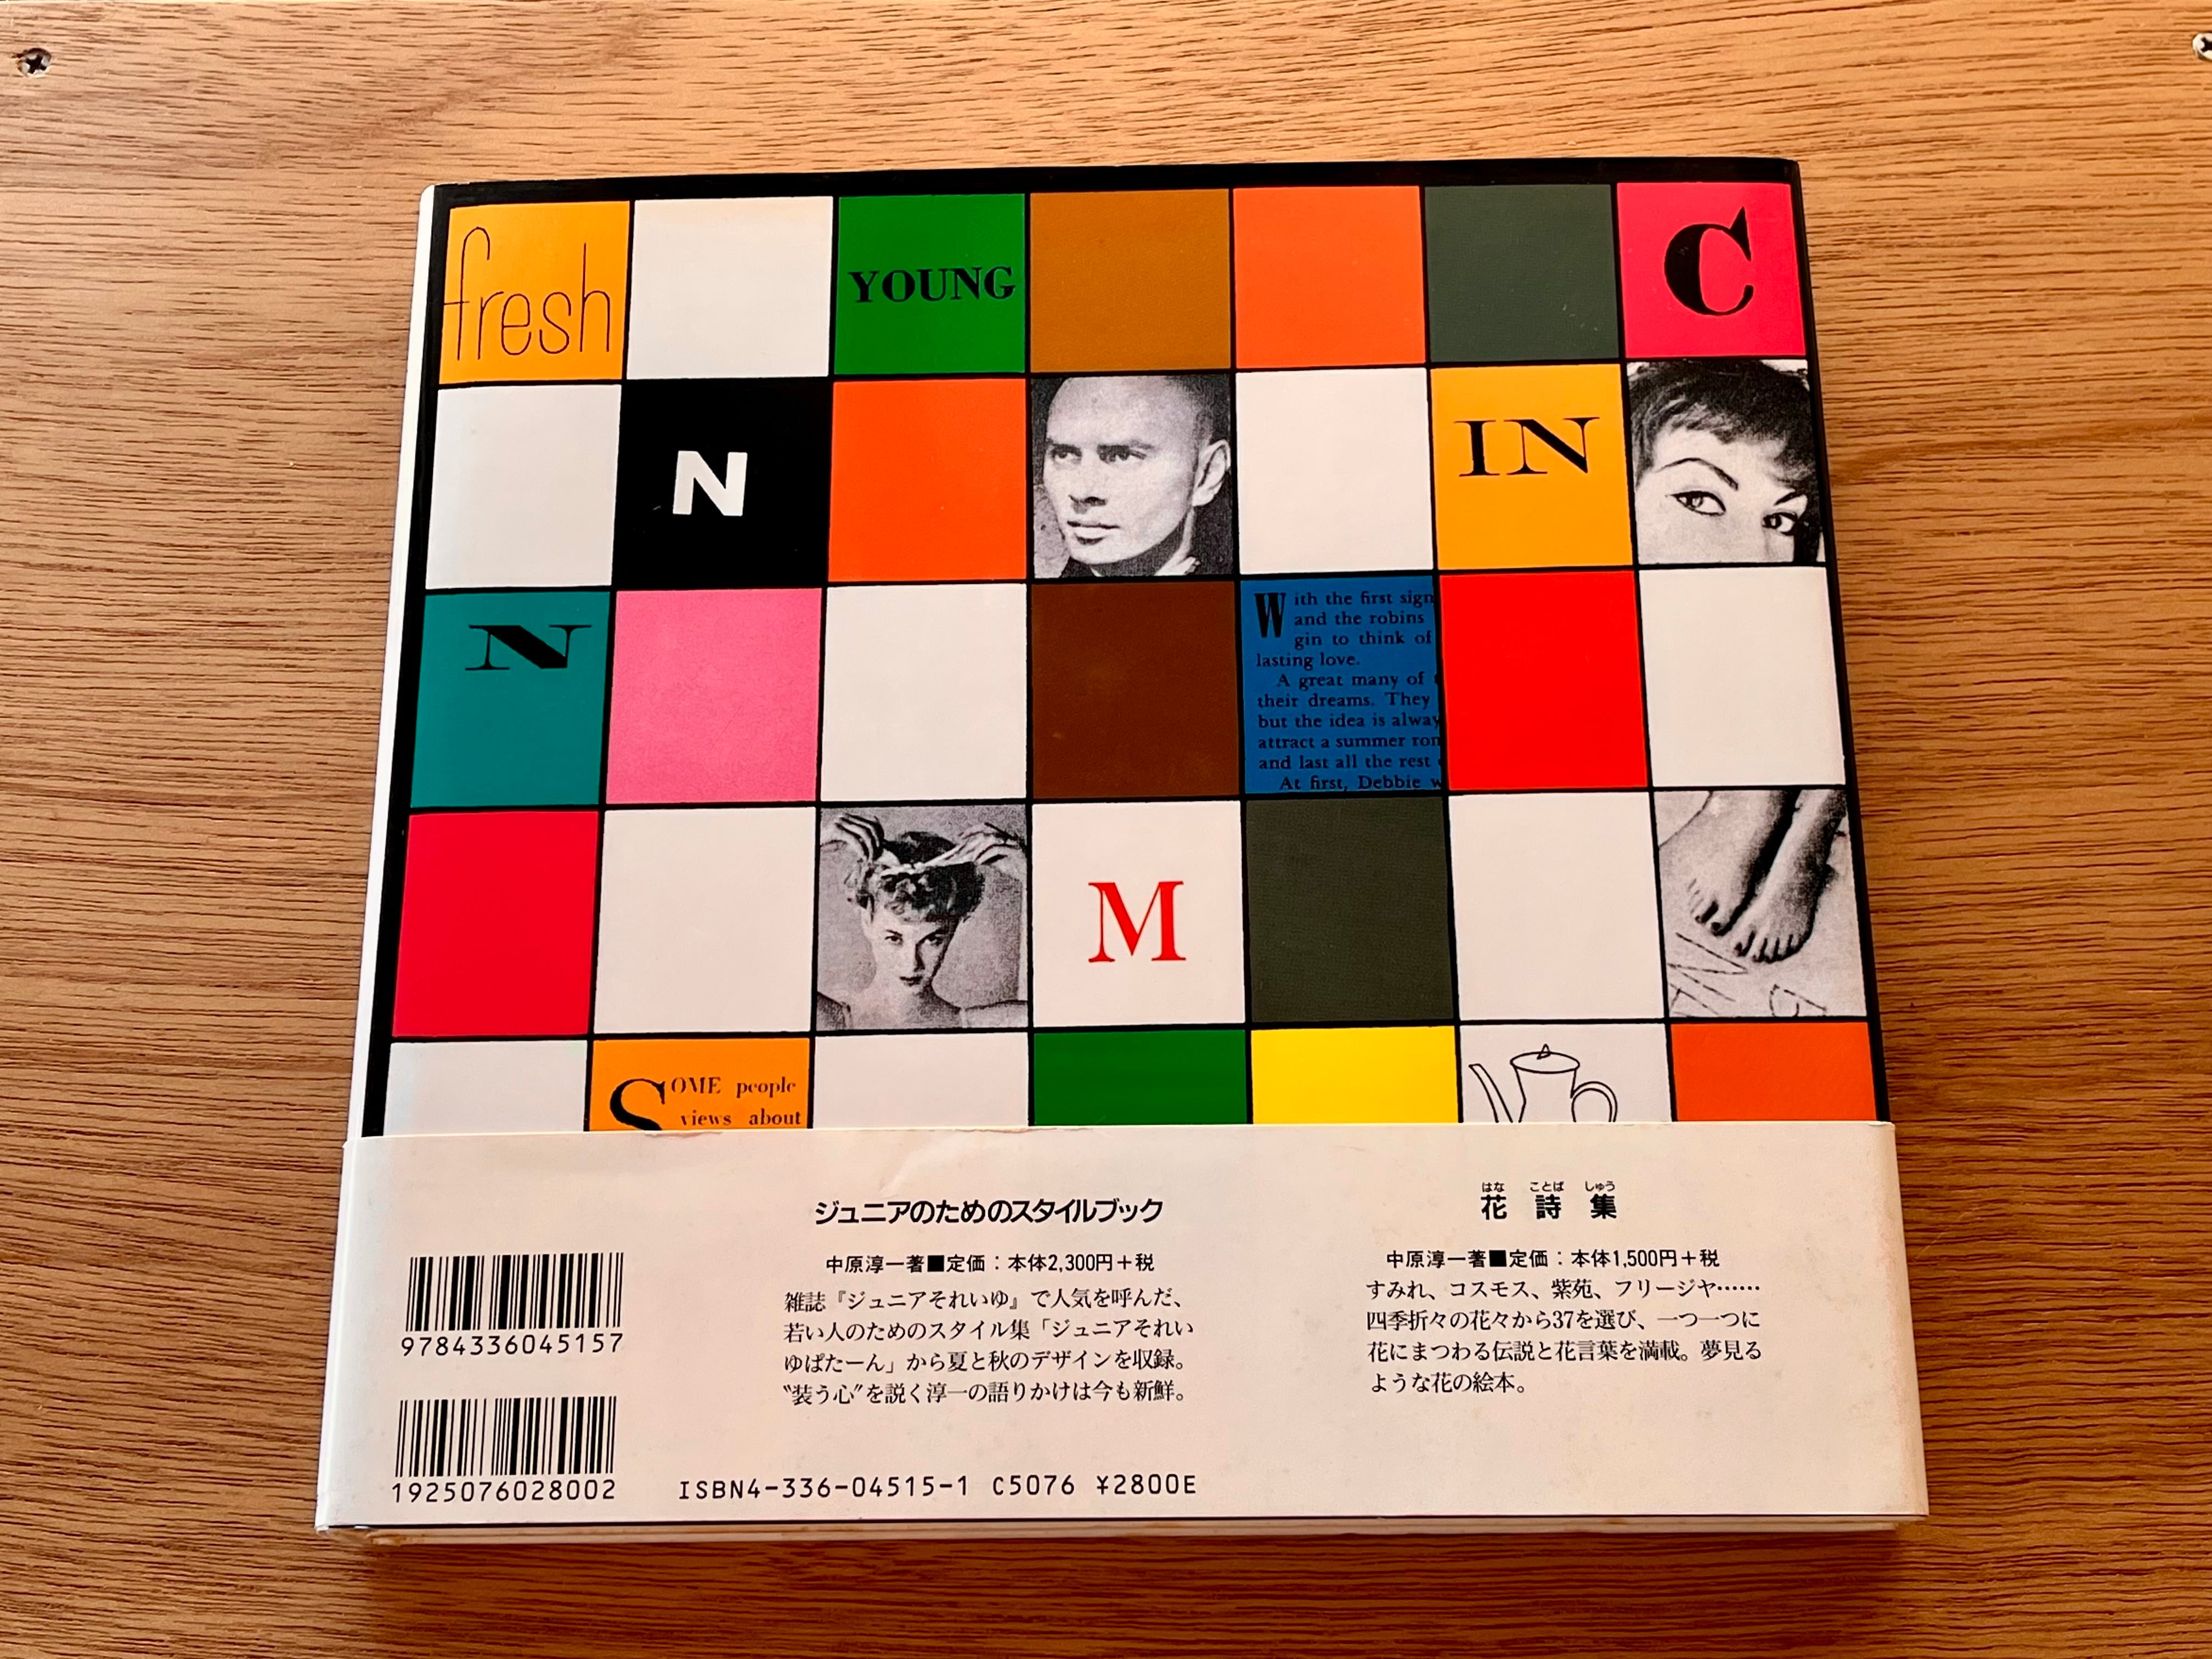 fresh
YOUNG
C
N
IN
N
With the first sign
and the robins
gin to think of
lasting love.
A great many of
their dreams. They
but the idea is alway
attract a summer rom
and last all the rest
At first, Debbie w
M
SOME people
views about
ジュニアのためのスタイルブック
中原淳一著■定価：本体2,300円＋税
雑誌『ジュニアそれいゆ』で人気を呼んだ、
若い人のためのスタイル集「ジュニアそれい
ゆぱたーん」から夏と秋のデザインを収録。
〝装う心〟を説く淳一の語りかけは今も新鮮。
はな ことば しゅう
花 詩 集
中原淳一著■定価：本体1,500円＋税
すみれ、コスモス、紫苑、フリージヤ……
四季折々の花々から37を選び、一つ一つに
花にまつわる伝説と花言葉を満載。夢見る
ような花の絵本。
9784336045157
1925076028002
ISBN4-336-04515-1 C5076 ¥2800E